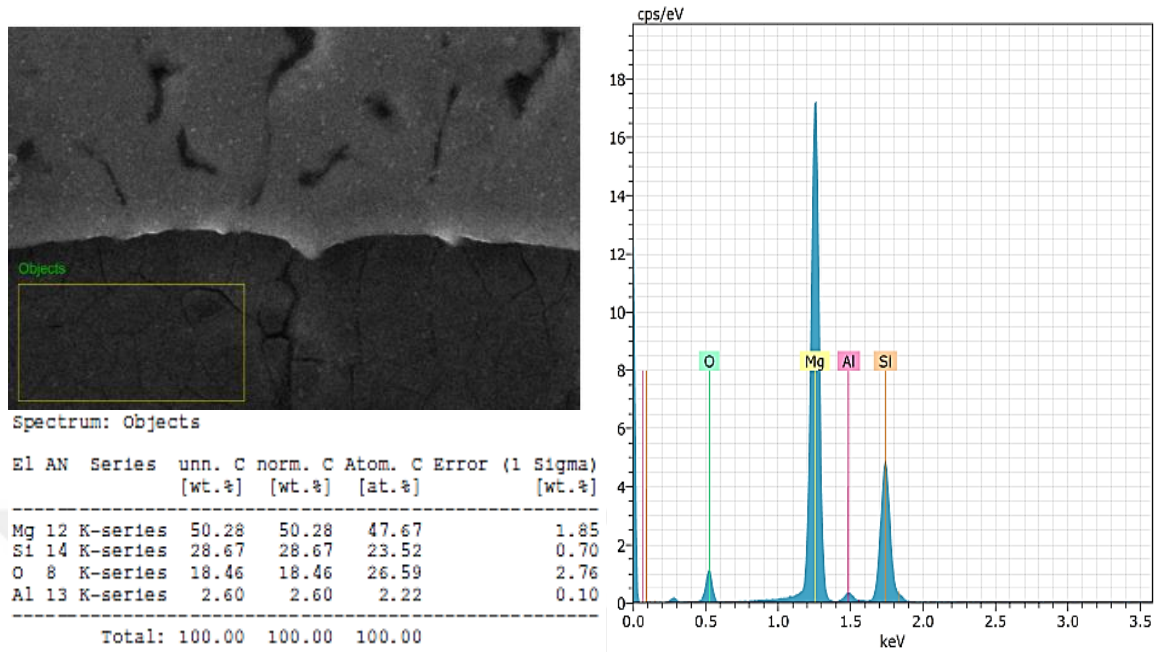 Objects
Spectrum: Objects
El AN Series unn. C norm. C Atom. C Error (1 Sigma)
[wt.%] [wt.%] [at.%] [wt.%]
Mg 12 K-series 50.28 50.28 47.67 1.85
Si 14 K-series 28.67 28.67 23.52 0.70
O 8 K-series 18.46 18.46 26.59 2.76
Al 13 K-series 2.60 2.60 2.22 0.10
Total: 100.00 100.00 100.00
cps/eV
18
16
14
12
10
8
6
4
2
0
O Mg Al Si
0.0 0.5 1.0 1.5 2.0 2.5 3.0 3.5
keV